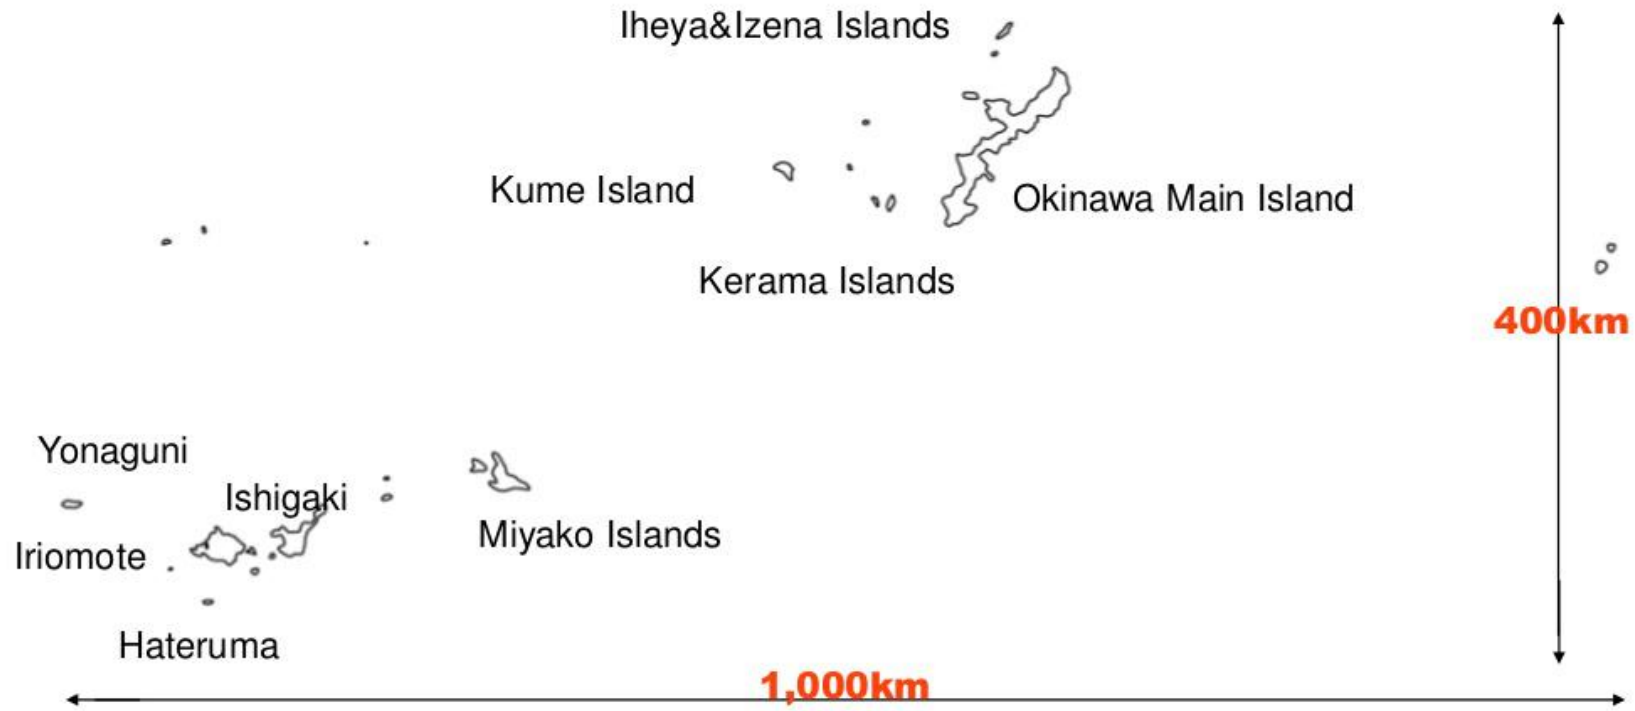 Iheya&Izena Islands
Kume Island
Okinawa Main Island
Kerama Islands
400km
Yonaguni
Ishigaki
Miyako Islands
Iriomote
Hateruma
1,000km